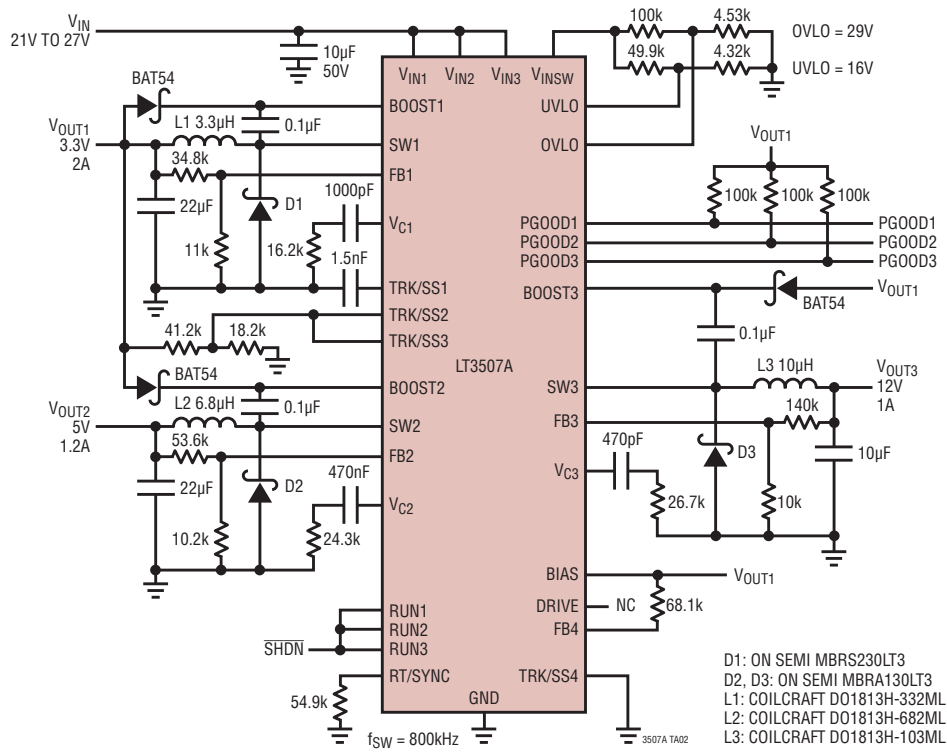 VIN
21V TO 27V
10µF
50V
100k
4.53k
OVLO = 29V
49.9k
4.32k
UVLO = 16V
VIN1
VIN2
VIN3
VINSW
BAT54
BOOST1
UVLO
VOUT1
3.3V
2A
L1 3.3µH
0.1µF
SW1
OVLO
34.8k
FB1
VOUT1
22µF
D1
1000pF
100k
100k
100k
VC1
PGOOD1
PGOOD1
11k
16.2k
PGOOD2
PGOOD2
1.5nF
PGOOD3
PGOOD3
TRK/SS1
BOOST3
VOUT1
BAT54
TRK/SS2
41.2k
18.2k
TRK/SS3
0.1µF
LT3507A
BAT54
BOOST2
SW3
L3 10µH
VOUT3
12V
1A
VOUT2
5V
1.2A
L2 6.8µH
0.1µF
SW2
FB3
140k
53.6k
FB2
470pF
D3
10µF
22µF
D2
470nF
VC3
VC2
26.7k
10k
10.2k
24.3k
BIAS
VOUT1
RUN1
DRIVE
NC
68.1k
RUN2
FB4
SHDN
RUN3
RT/SYNC
TRK/SS4
54.9k
GND
fSW = 800kHz
3507A TA02
D1: ON SEMI MBRS230LT3
D2, D3: ON SEMI MBRA130LT3
L1: COILCRAFT DO1813H-332ML
L2: COILCRAFT DO1813H-682ML
L3: COILCRAFT DO1813H-103ML